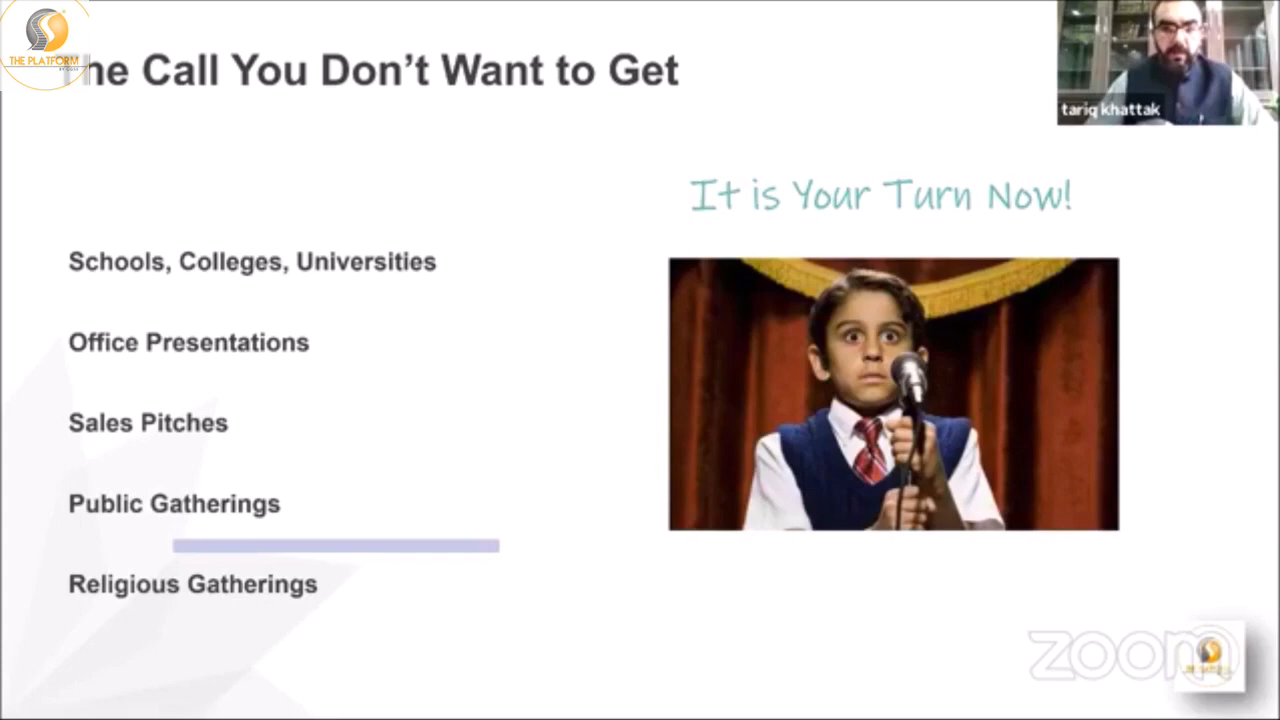 THE PLATFORM
The Call You Don't Want to Get
tariq khattak
It is Your Turn Now!
Schools, Colleges, Universities
Office Presentations
Sales Pitches
Public Gatherings
Religious Gatherings
zoom